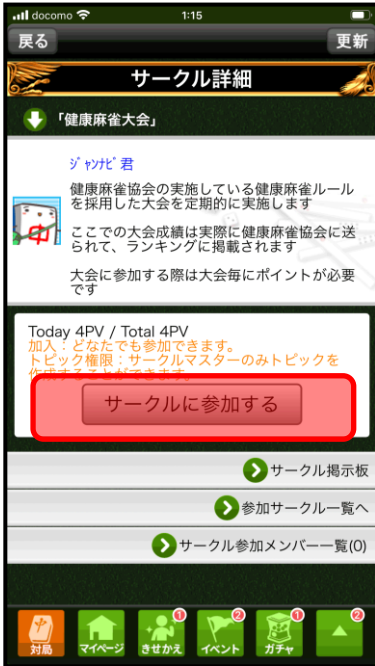 docomo 1:15
戻る 更新
サークル詳細
「健康麻雀大会」
ジャンナビ君
健康麻雀協会の実施している健康麻雀ルール
を採用した大会を定期的に実施します
ここでの大会成績は実際に健康麻雀協会に送
られて、ランキングに掲載されます
大会に参加する際は大会毎にポイントが必要
です
中
Today 4PV / Total 4PV
加入：どなたでも参加できます。
トピック権限：サークルマスターのみトピックを
作成することができます。
サークルに参加する
サークル掲示板
参加サークル一覧へ
サークル参加メンバー一覧(0)
1 2 1 2
対局 マイページ きせかえ イベント ガチャ